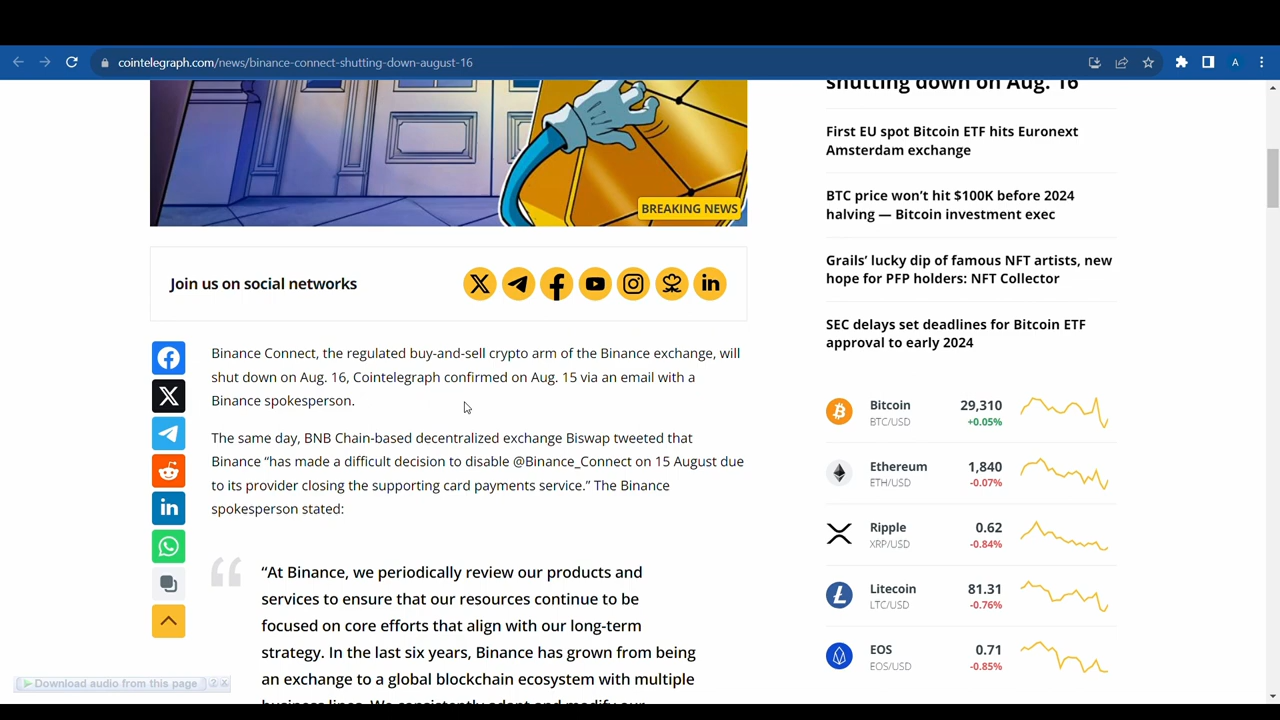 cointelegraph.com/news/binance-connect-shutting-down-august-16
A
BREAKING NEWS
Join us on social networks
Binance Connect, the regulated buy-and-sell crypto arm of the Binance exchange, will
shut down on Aug. 16, Cointelegraph confirmed on Aug. 15 via an email with a
Binance spokesperson.
The same day, BNB Chain-based decentralized exchange Biswap tweeted that
Binance “has made a difficult decision to disable @Binance_Connect on 15 August due
to its provider closing the supporting card payments service.” The Binance
spokesperson stated:
“At Binance, we periodically review our products and
services to ensure that our resources continue to be
focused on core efforts that align with our long-term
strategy. In the last six years, Binance has grown from being
an exchange to a global blockchain ecosystem with multiple
business lines. We consistently adapt and modify our
Download audio from this page ? x
shutting down on Aug. 16
First EU spot Bitcoin ETF hits Euronext
Amsterdam exchange
BTC price won’t hit $100K before 2024
halving — Bitcoin investment exec
Grails’ lucky dip of famous NFT artists, new
hope for PFP holders: NFT Collector
SEC delays set deadlines for Bitcoin ETF
approval to early 2024
Bitcoin 29,310
BTC/USD +0.05%
Ethereum 1,840
ETH/USD -0.07%
Ripple 0.62
XRP/USD -0.84%
Litecoin 81.31
LTC/USD -0.76%
EOS 0.71
EOS/USD -0.85%